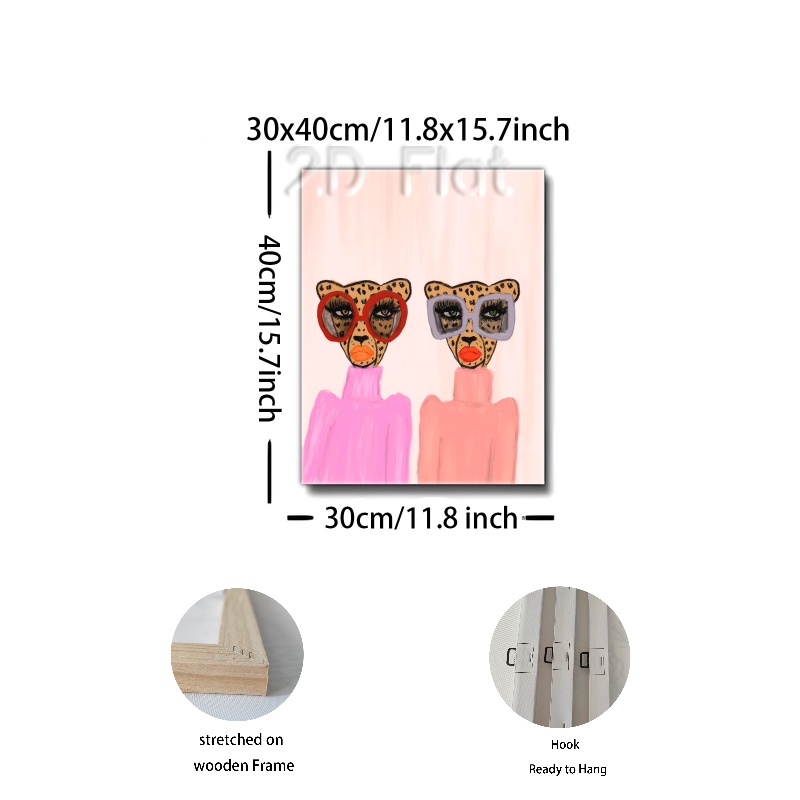 30x40cm/11.8x15.7inch
2D Flat
40cm/15.7inch
30cm/11.8 inch
stretched on
wooden Frame
Hook
Ready to Hang